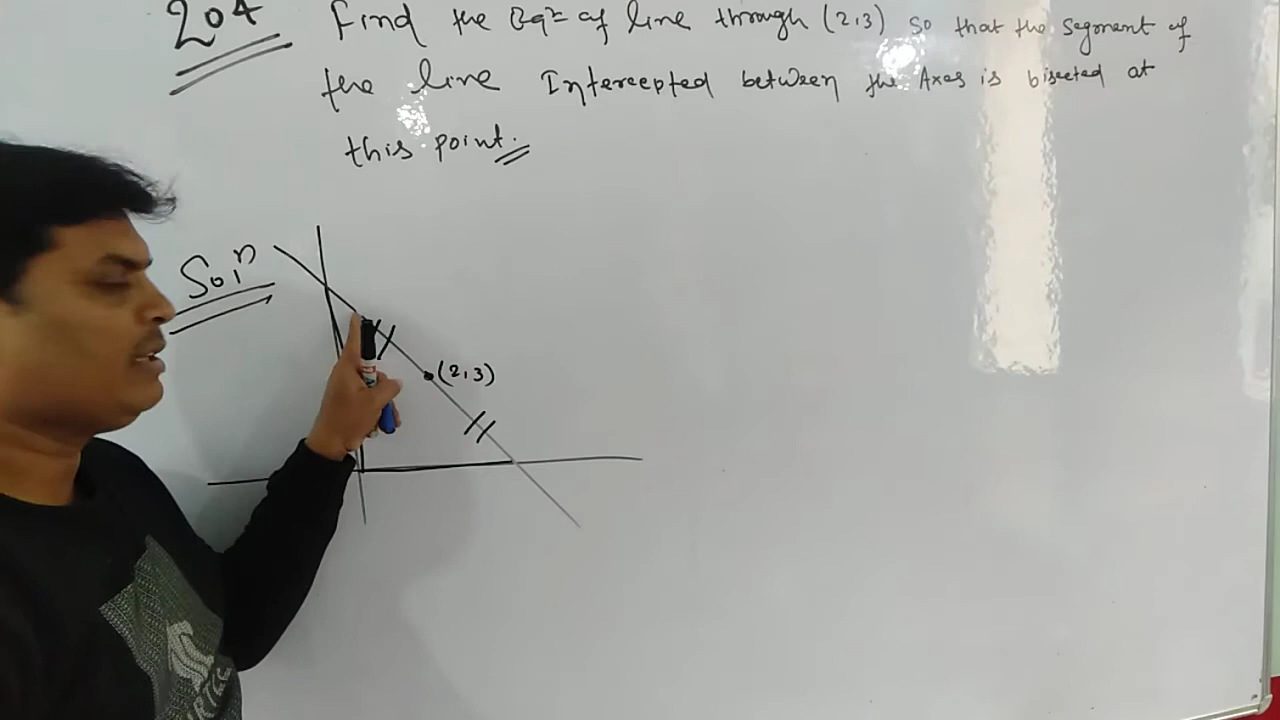 204 Find the Eqⁿ of line through (2,3) so that the segment of
the line Intercepted between the Axes is bisected at
this point.
Solⁿ
(2,3)